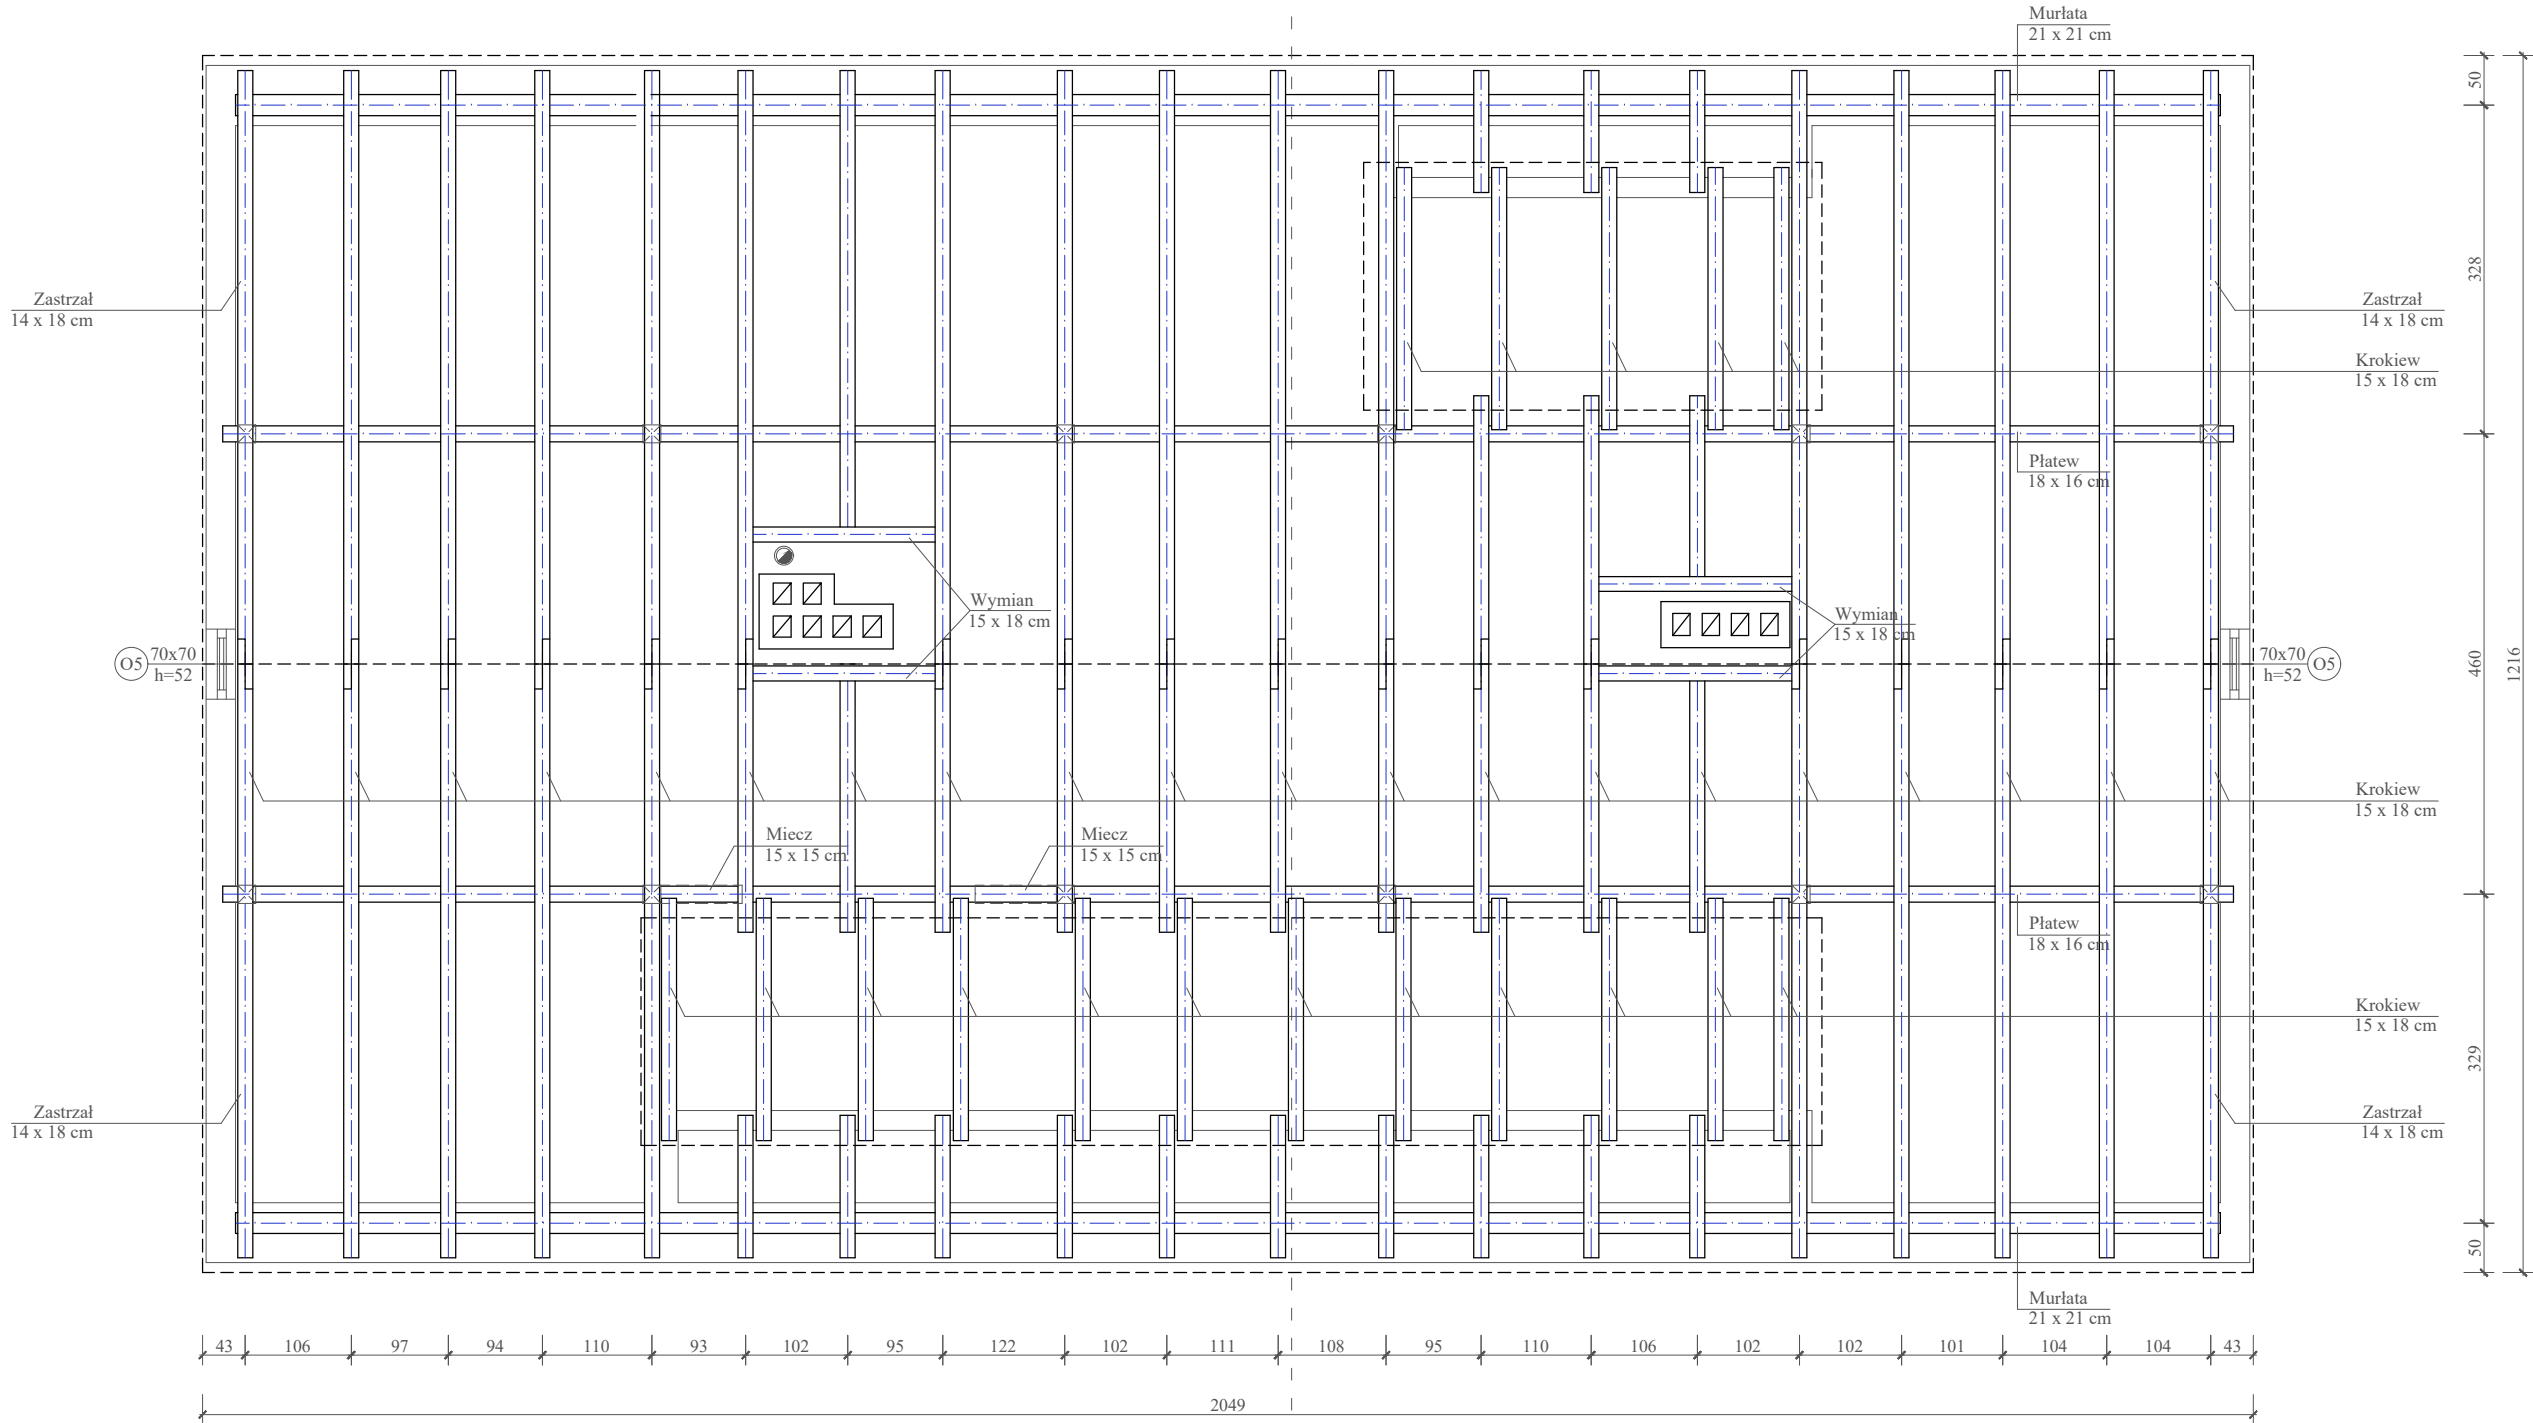 Murłata
21 x 21 cm
50
Zastrzał
14 x 18 cm
328
Zastrzał
14 x 18 cm
Krokiew
15 x 18 cm
Płatew
18 x 16 cm
Wymian
15 x 18 cm
Wymian
15 x 18 cm
O5
70x70
h=52
70x70
h=52
O5
460
1216
Krokiew
15 x 18 cm
Miecz
15 x 15 cm
Miecz
15 x 15 cm
Płatew
18 x 16 cm
Krokiew
15 x 18 cm
329
Zastrzał
14 x 18 cm
Zastrzał
14 x 18 cm
50
Murłata
21 x 21 cm
43 106 97 94 110 93 102 95 122 102 111 108 95 110 106 102 102 101 104 104 43
2049